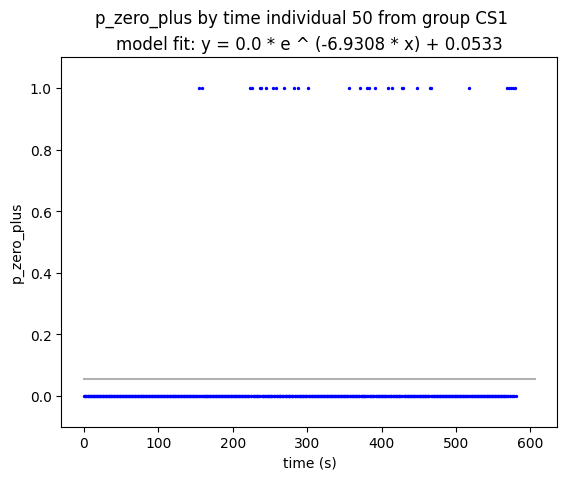 p_zero_plus by time individual 50 from group CS1
model fit: y = 0.0 * e ^ (-6.9308 * x) + 0.0533
1.0
0.8
0.6
0.4
0.2
0.0
p_zero_plus
0 100 200 300 400 500 600
time (s)